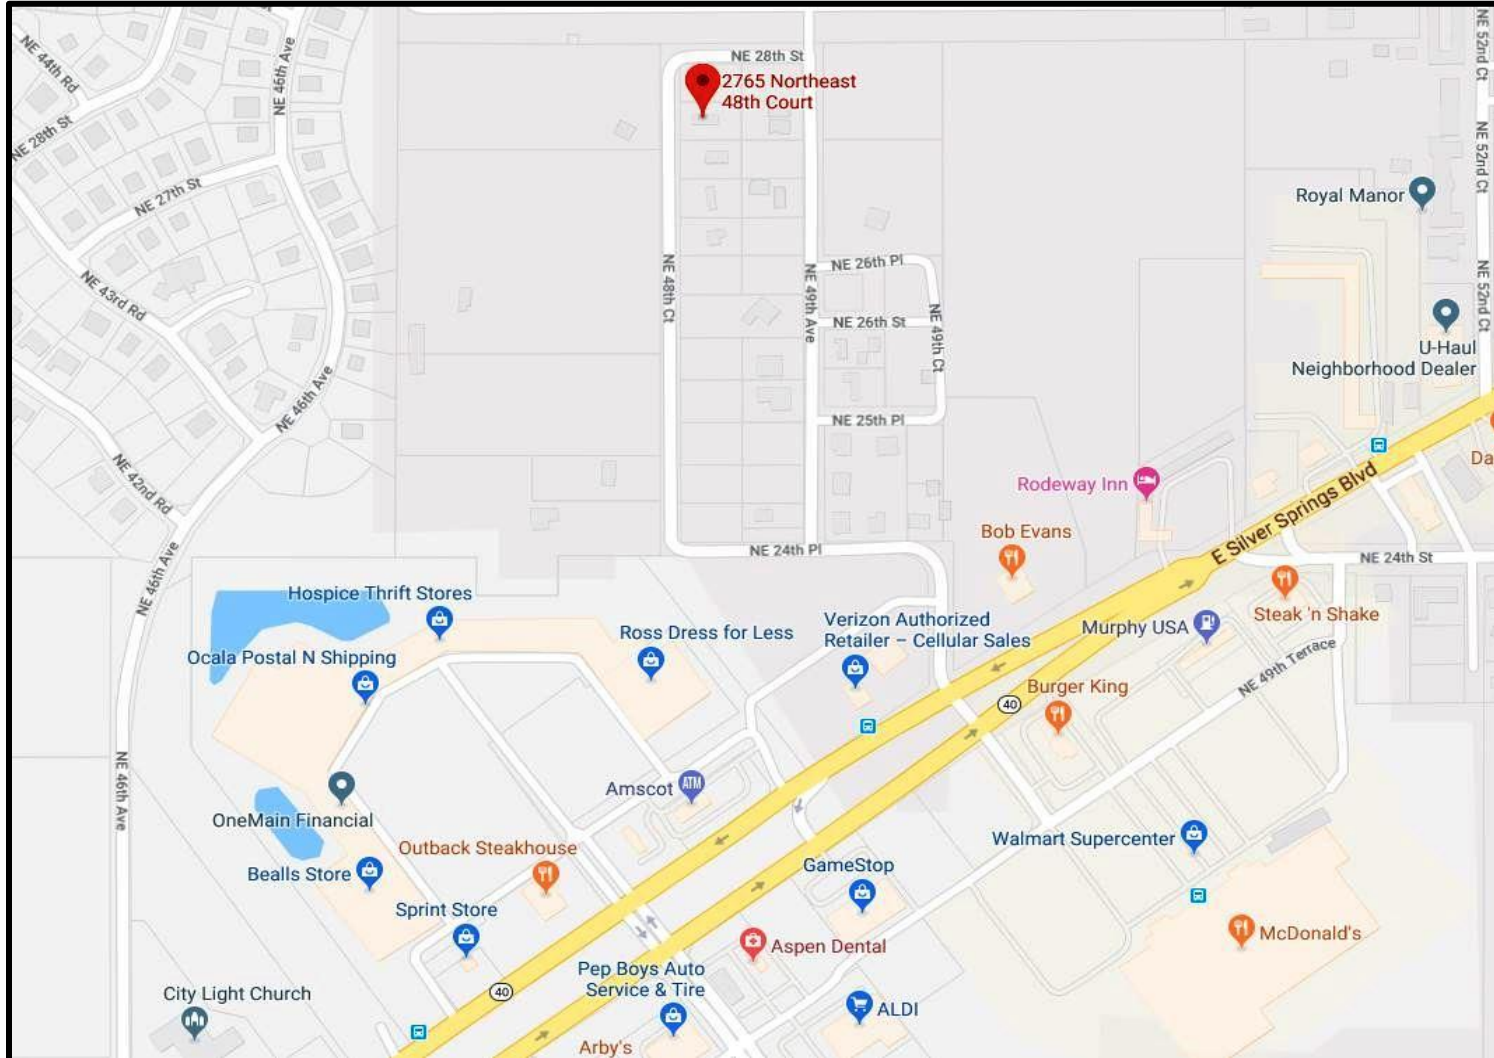 NE 44th Rd
NE 46th Ave
NE 28th St
NE 52nd Ct
2765 Northeast
48th Court
NE 28th St
NE 52nd Ct
NE 27th St
Royal Manor
NE 43rd Rd
NE 48th Ct
NE 49th Ave
NE 26th Pl
NE 26th St
NE 49th Ct
NE 52nd Ct
U-Haul
Neighborhood Dealer
NE 46th Ave
NE 25th Pl
NE 42nd Rd
Da
Rodeway Inn
E Silver Springs Blvd
Bob Evans
NE 24th Pl
NE 24th St
NE 46th Ave
Hospice Thrift Stores
Steak 'n Shake
Verizon Authorized
Retailer – Cellular Sales
Murphy USA
Ross Dress for Less
Ocala Postal N Shipping
NE 49th Terrace
Burger King
40
NE 46th Ave
Amscot
ATM
OneMain Financial
Walmart Supercenter
Outback Steakhouse
GameStop
Bealls Store
Sprint Store
McDonald's
Aspen Dental
Pep Boys Auto
Service & Tire
City Light Church
40
ALDI
Arby's